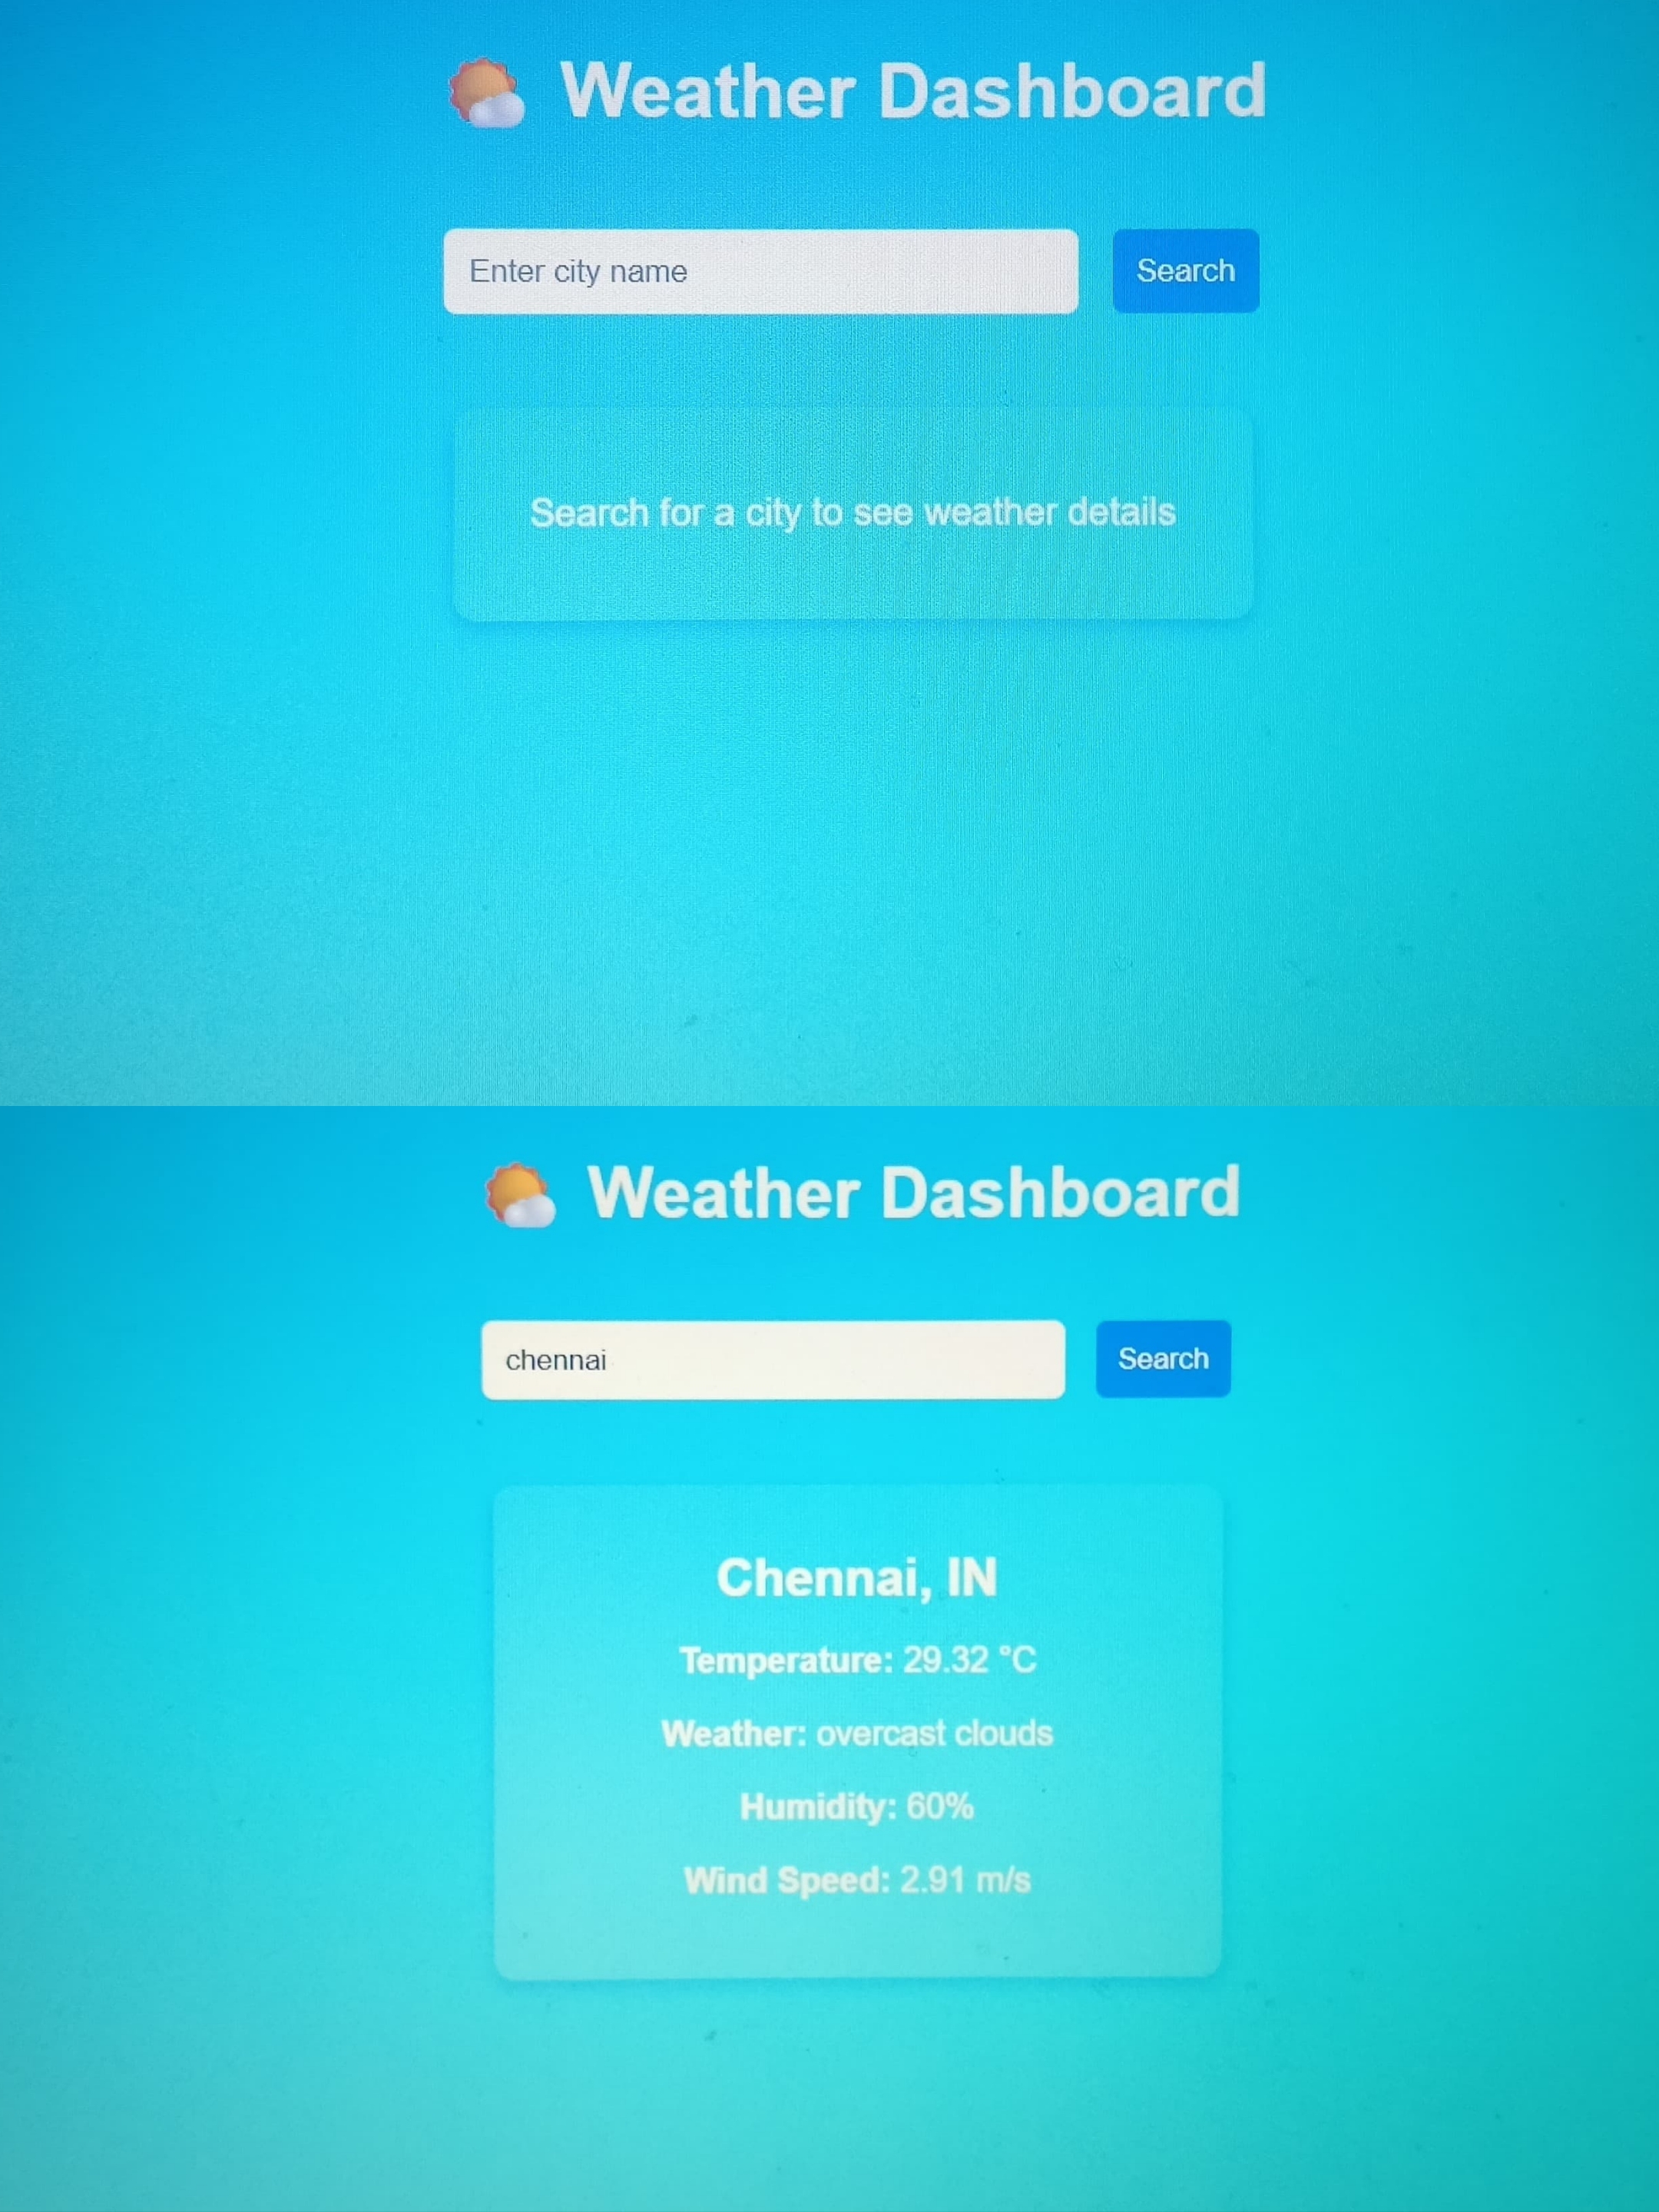 Weather Dashboard
Enter city name
Search
Search for a city to see weather details
Weather Dashboard
chennai
Search
Chennai, IN
Temperature: 29.32 °C
Weather: overcast clouds
Humidity: 60%
Wind Speed: 2.91 m/s